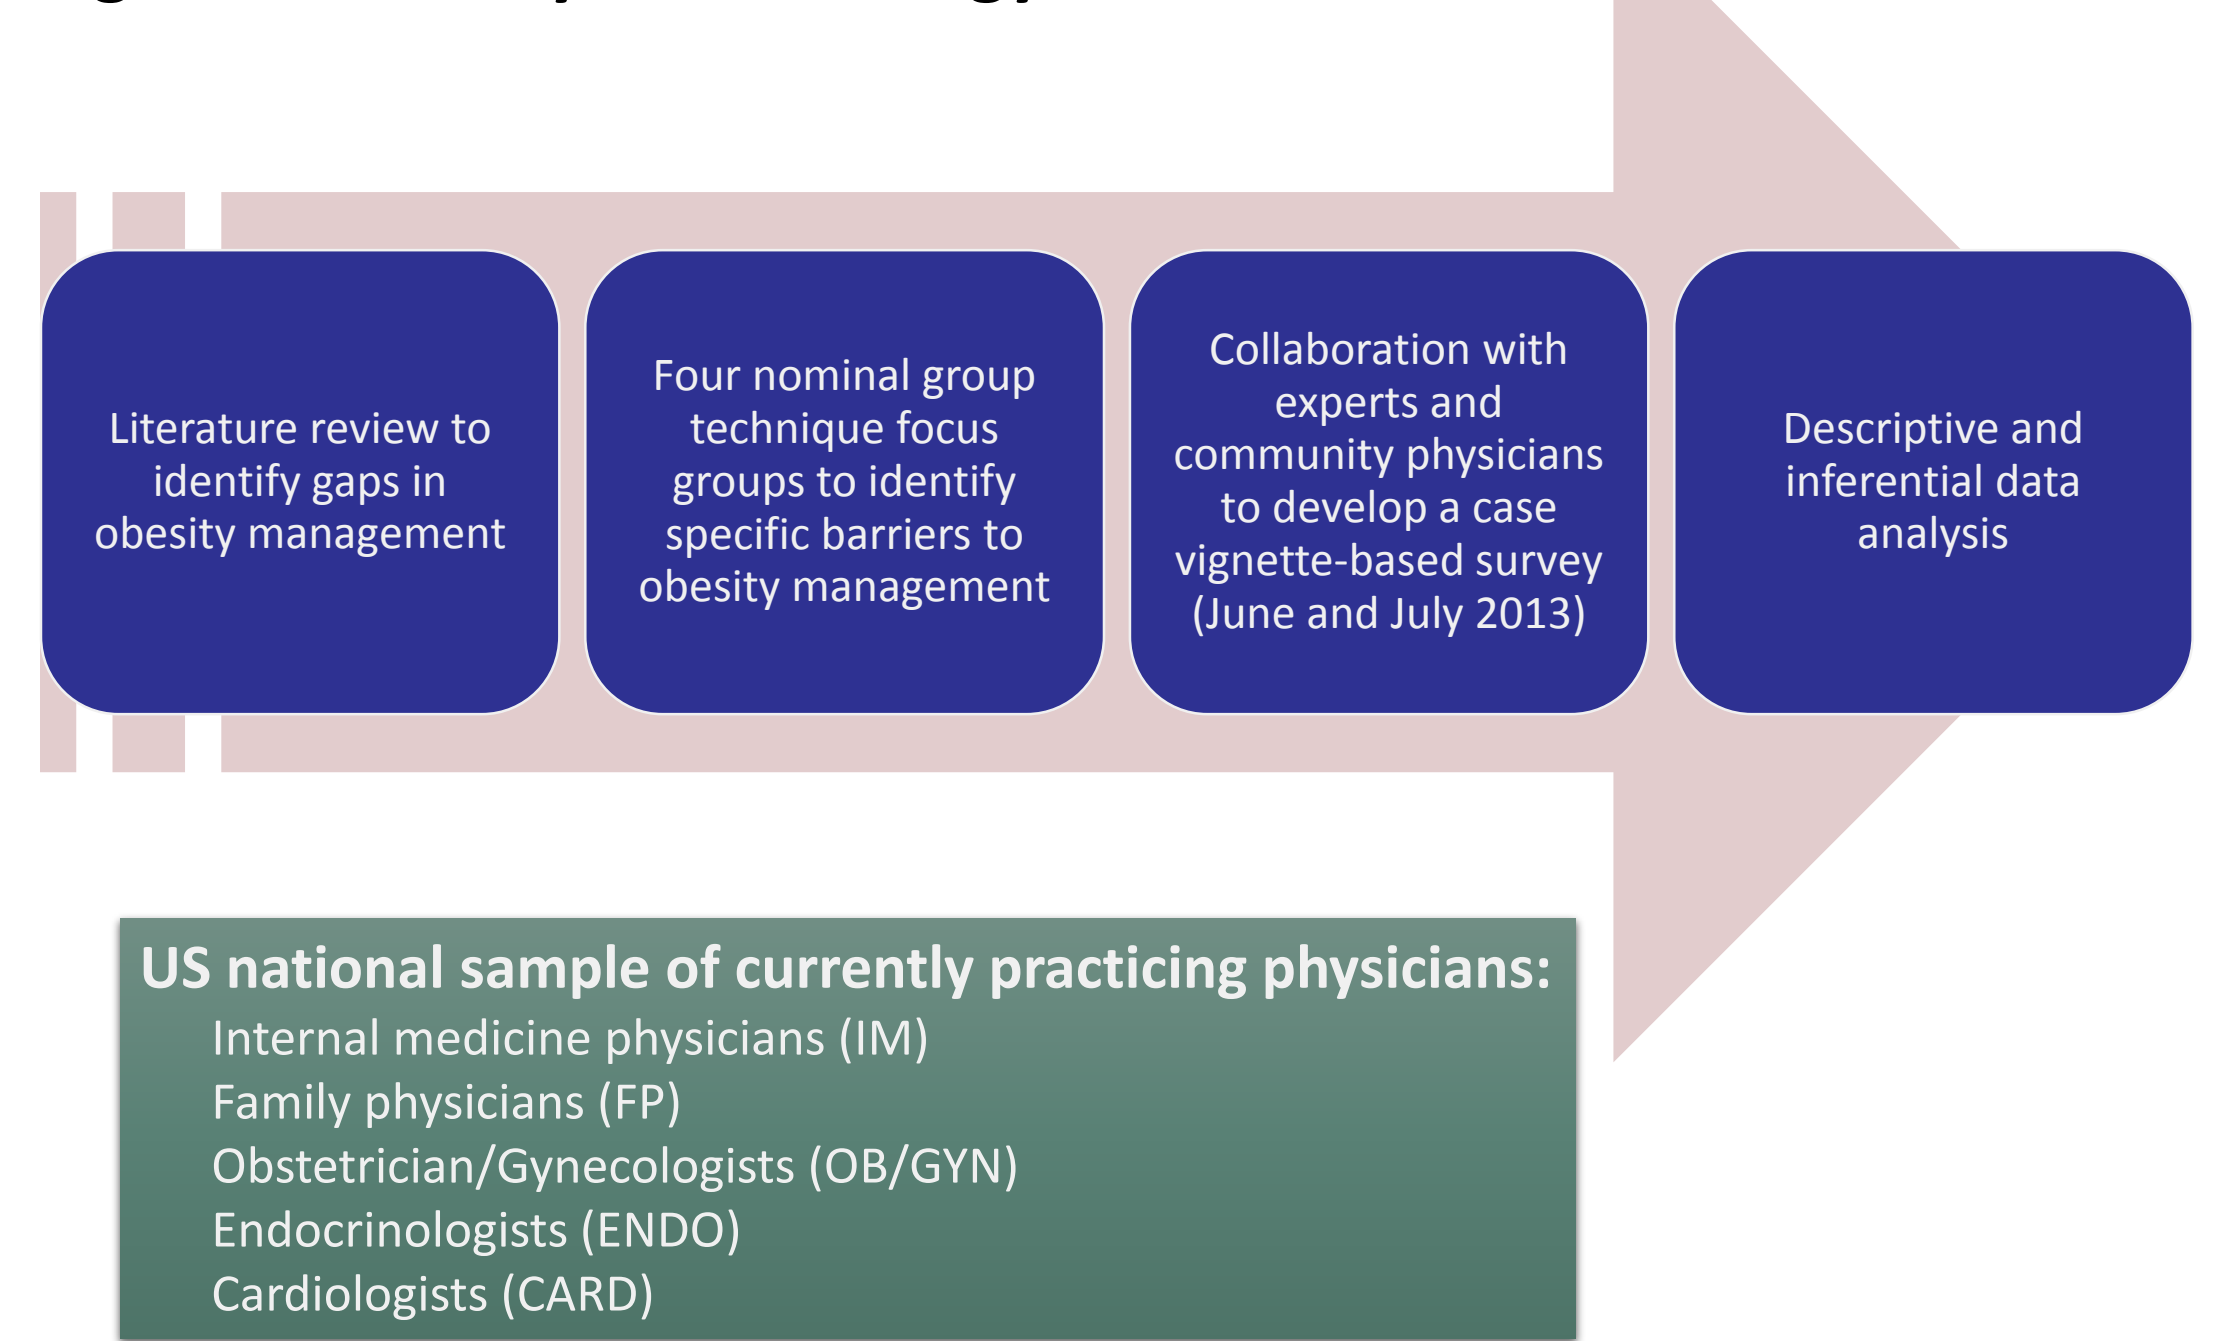 Literature review to
identify gaps in
obesity management
Four nominal group
technique focus
groups to identify
specific barriers to
obesity management
Collaboration with
experts and
community physicians
to develop a case
vignette-based survey
(June and July 2013)
Descriptive and
inferential data
analysis
US national sample of currently practicing physicians:
Internal medicine physicians (IM)
Family physicians (FP)
Obstetrician/Gynecologists (OB/GYN)
Endocrinologists (ENDO)
Cardiologists (CARD)